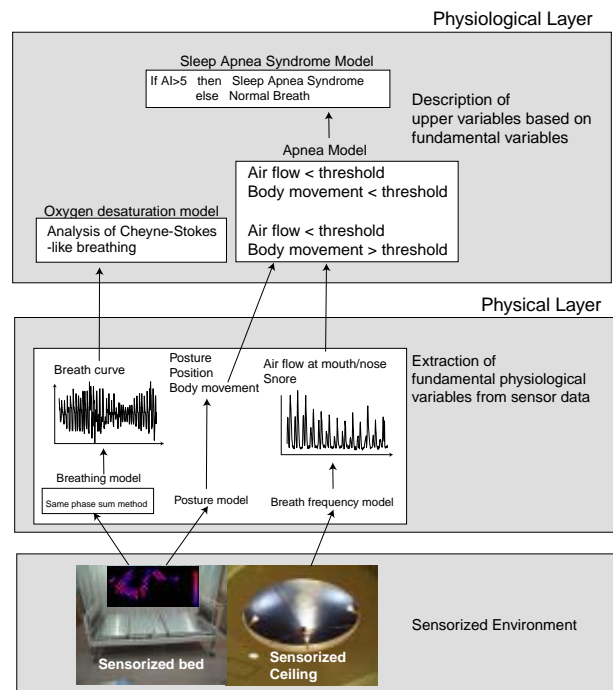 Physiological Layer
Sleep Apnea Syndrome Model
If AI>5 then Sleep Apnea Syndrome
else Normal Breath
Description of
upper variables based on
fundamental variables
Apnea Model
Air flow < threshold
Body movement < threshold
Air flow < threshold
Body movement > threshold
Oxygen desaturation model
Analysis of Cheyne-Stokes
-like breathing
Physical Layer
Breath curve
Posture
Position
Body movement
Air flow at mouth/nose
Snore
Extraction of
fundamental physiological
variables from sensor data
Breathing model
Same phase sum method
Posture model
Breath frequency model
Sensorized Environment
Sensorized bed
Sensorized
Ceiling